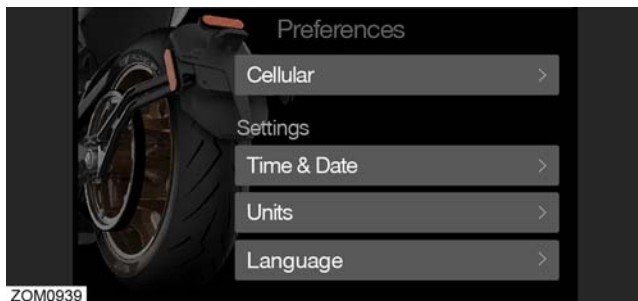 Preferences
Cellular
Settings
Time & Date
Units
Language
ZOM0939